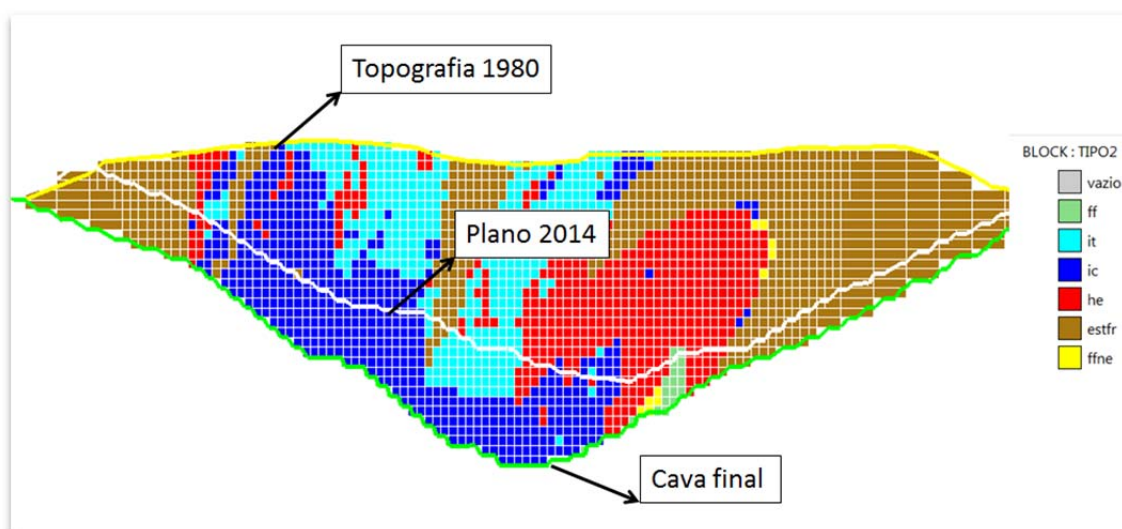 Topografia 1980
BLOCK : TIPO2
vazio
ff
it
ic
he
estfr
ffne
Plano 2014
Cava final